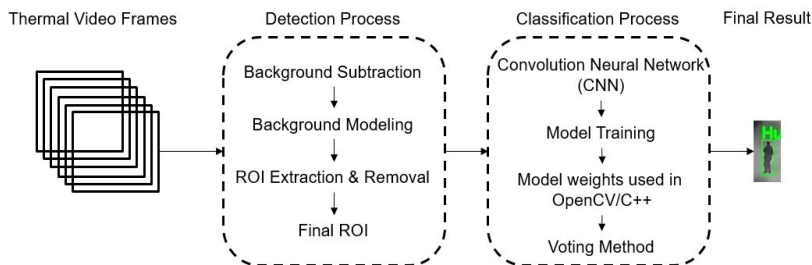 Thermal Video Frames
Detection Process
Classification Process
Final Result
Background Subtraction
Background Modeling
ROI Extraction & Removal
Final ROI
Convolution Neural Network
(CNN)
Model Training
Model weights used in
OpenCV/C++
Voting Method
Hu